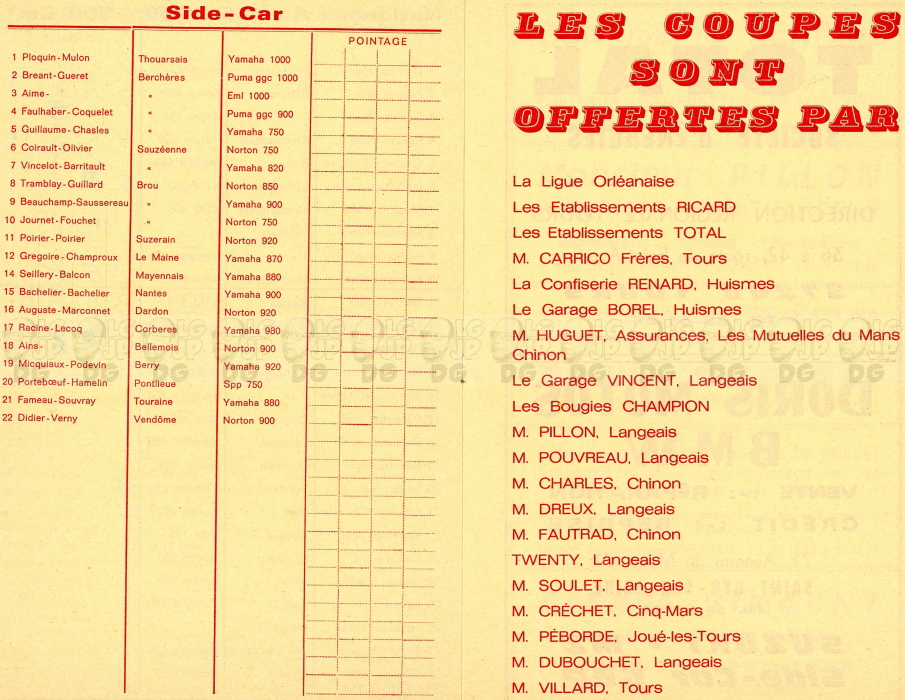 Side-Car
POINTAGE
1 Ploquin-Mulon Thouarsais Yamaha 1000
2 Breant-Gueret Berchères Puma ggc 1000
3 Aime- " Eml 1000
4 Faulhaber-Coquelet " Puma ggc 900
5 Guillaume-Chasles " Yamaha 750
6 Coirault-Olivier Sauzéenne Norton 750
7 Vincelot-Barritault " Yamaha 820
8 Tramblay-Guillard Brou Norton 850
9 Beauchamp-Saussereau " Yamaha 900
10 Journet-Fouchet " Norton 750
11 Poirier-Poirier Suzerain Norton 920
12 Gregoire-Champroux Le Maine Yamaha 870
14 Seillery-Balcon Mayennais Yamaha 880
15 Bachelier-Bachelier Nantes Yamaha 900
16 Auguste-Marconnet Dardon Norton 920
17 Racine-Lecoq Corberes Yamaha 980
18 Ains- Bellemois Norton 900
19 Micquiaux-Podevin Berry Yamaha 920
20 Portebœuf-Hamelin Pontlieue Spp 750
21 Fameau-Souvray Touraine Yamaha 880
22 Didier-Verny Vendôme Norton 900
LES COUPES
SONT
OFFERTES PAR
La Ligue Orléanaise
Les Etablissements RICARD
Les Etablissements TOTAL
M. CARRICO Frères, Tours
La Confiserie RENARD, Huismes
Le Garage BOREL, Huismes
M. HUGUET, Assurances, Les Mutuelles du Mans
Chinon
Le Garage VINCENT, Langeais
Les Bougies CHAMPION
M. PILLON, Langeais
M. POUVREAU, Langeais
M. CHARLES, Chinon
M. DREUX, Langeais
M. FAUTRAD, Chinon
TWENTY, Langeais
M. SOULET, Langeais
M. CRÉCHET, Cinq-Mars
M. PÉBORDE, Joué-les-Tours
M. DUBOUCHET, Langeais
M. VILLARD, Tours